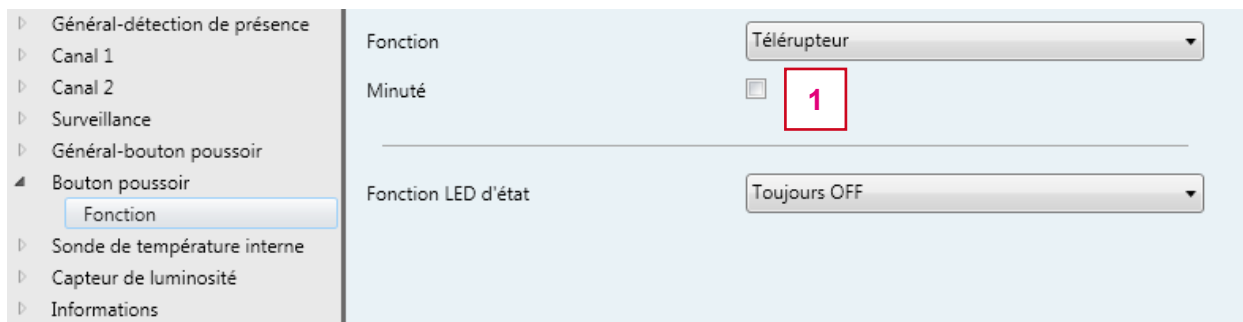 Général-détection de présence
Canal 1
Canal 2
Surveillance
Général-bouton poussoir
Bouton poussoir
Fonction
Sonde de température interne
Capteur de luminosité
Informations
Fonction
Télérupteur
Minuté
1
Fonction LED d'état
Toujours OFF